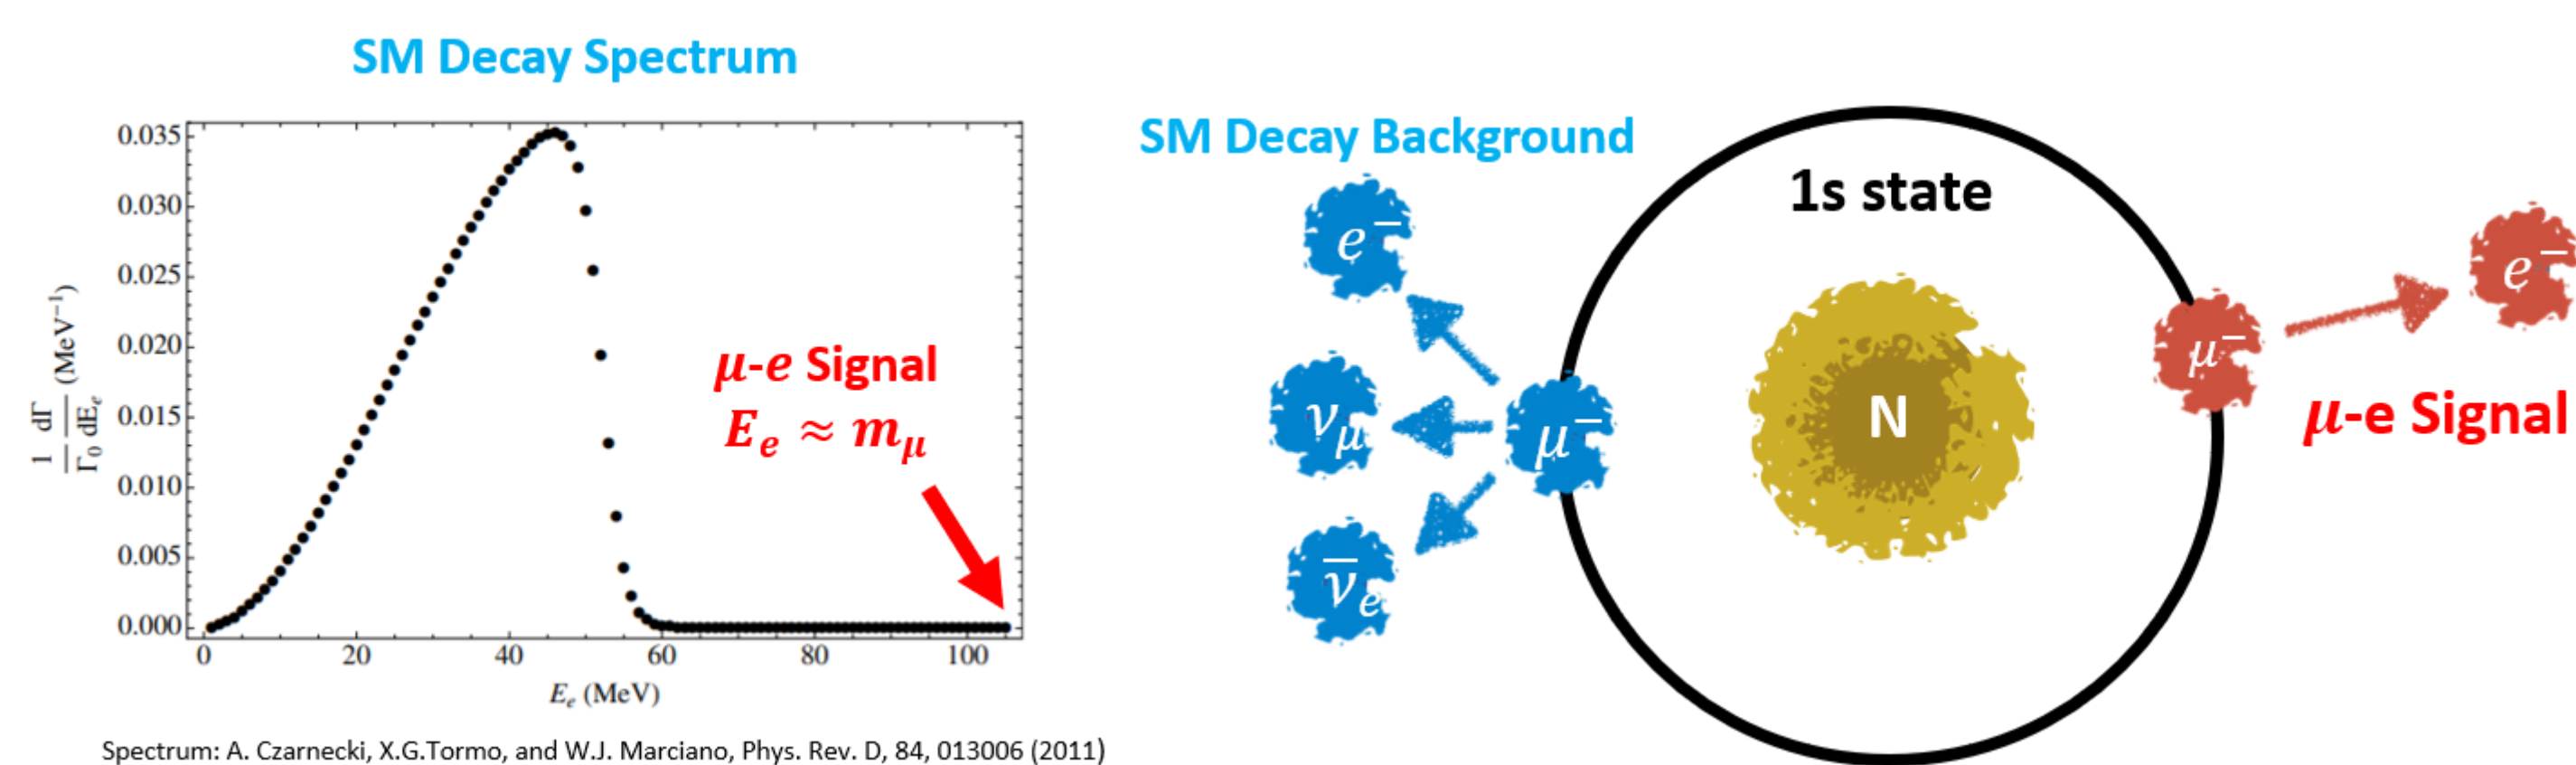 SM Decay Spectrum
0.035
0.030
0.025
0.020
0.015
0.010
0.005
0.000
1/Γ₀ dΓ/dEₑ (MeV⁻¹)
μ-e Signal
Eₑ ≈ m_μ
0 20 40 60 80 100
Eₑ (MeV)
Spectrum: A. Czarnecki, X.G.Tormo, and W.J. Marciano, Phys. Rev. D, 84, 013006 (2011)
SM Decay Background
e⁻
ν_μ
ν̄ₑ
μ⁻
1s state
N
μ⁻
e⁻
μ-e Signal